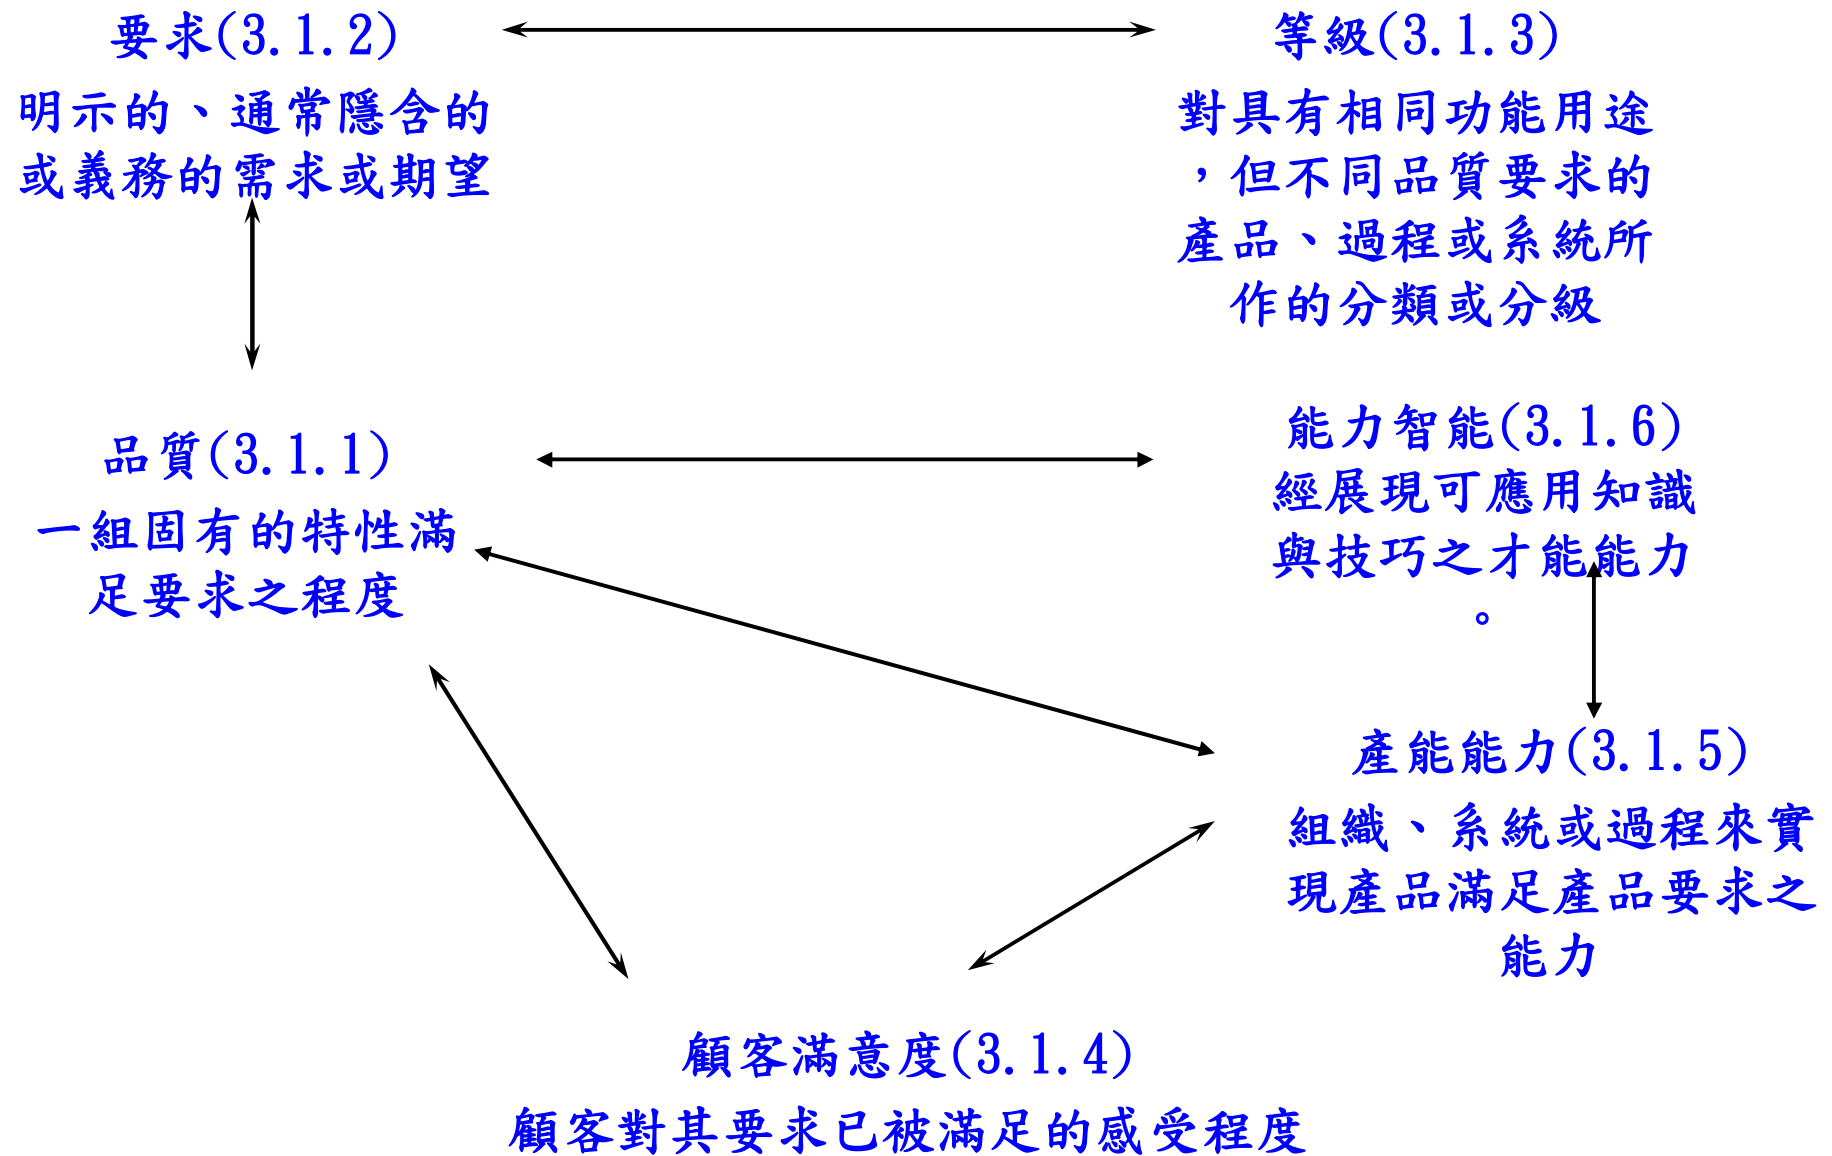 要求(3.1.2)
明示的、通常隱含的
或義務的需求或期望
等級(3.1.3)
對具有相同功能用途
，但不同品質要求的
產品、過程或系統所
作的分類或分級
品質(3.1.1)
一組固有的特性滿
足要求之程度
能力智能(3.1.6)
經展現可應用知識
與技巧之才能能力
。
產能能力(3.1.5)
組織、系統或過程來實
現產品滿足產品要求之
能力
顧客滿意度(3.1.4)
顧客對其要求已被滿足的感受程度